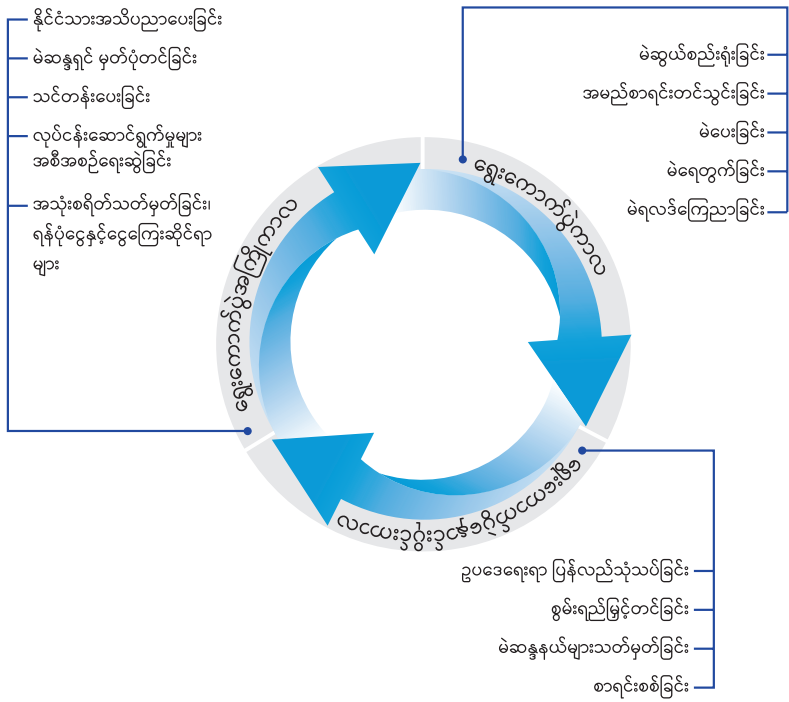 နိုင်ငံသားအသိပညာပေးခြင်း
မဲဆန္ဒရှင် မှတ်ပုံတင်ခြင်း
သင်တန်းပေးခြင်း
လုပ်ငန်းဆောင်ရွက်မှုများ
အစီအစဉ်ရေးဆွဲခြင်း
အသုံးစရိတ်သတ်မှတ်ခြင်း၊
ရန်ပုံငွေနှင့်ငွေကြေးဆိုင်ရာ
များ
မဲဆွယ်စည်းရုံးခြင်း
အမည်စာရင်းတင်သွင်းခြင်း
မဲပေးခြင်း
မဲရေတွက်ခြင်း
မဲရလဒ်ကြေညာခြင်း
ရွေးကောက်ပွဲကာလ
ရွေးကောက်ပွဲအကြိုကာလ
ရွေးကောက်ပွဲနှောင်းပိုင်းကာလ
ဥပဒေရေးရာ ပြန်လည်သုံသပ်ခြင်း
စွမ်းရည်မြှင့်တင်ခြင်း
မဲဆန္ဒနယ်များသတ်မှတ်ခြင်း
စာရင်းစစ်ခြင်း